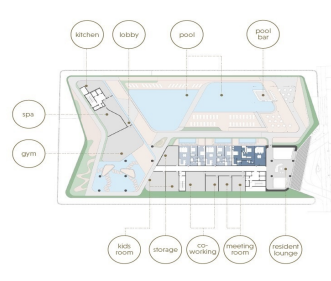 kitchen
lobby
pool
pool
bar
spa
gym
kids
room
storage
co-
working
meeting
room
resident
lounge